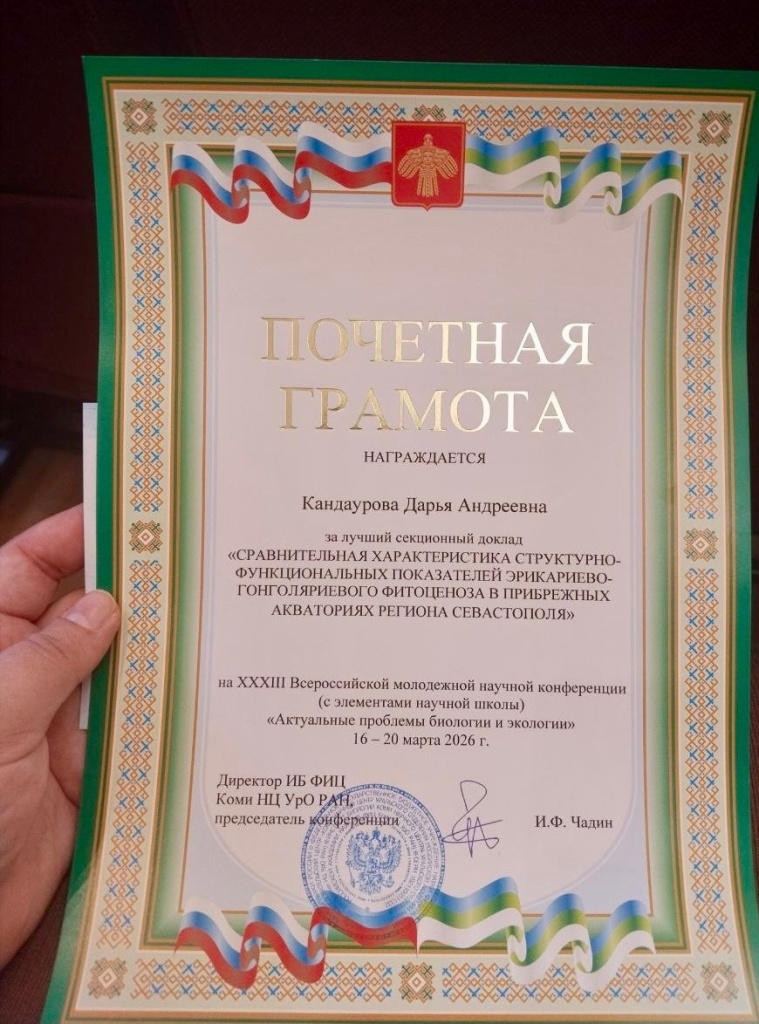 ПОЧЕТНАЯ
ГРАМОТА
НАГРАЖДАЕТСЯ
Кандаурова Дарья Андреевна
за лучший секционный доклад
«СРАВНИТЕЛЬНАЯ ХАРАКТЕРИСТИКА СТРУКТУРНО-
ФУНКЦИОНАЛЬНЫХ ПОКАЗАТЕЛЕЙ ЭРИКАРИЕВО-
ГОНГОЛЯРИЕВОГО ФИТОЦЕНОЗА В ПРИБРЕЖНЫХ
АКВАТОРИЯХ РЕГИОНА СЕВАСТОПОЛЯ»
на XXXIII Всероссийской молодежной научной конференции
(с элементами научной школы)
«Актуальные проблемы биологии и экологии»
16 – 20 марта 2026 г.
Директор ИБ ФИЦ
Коми НЦ УрО РАН,
председатель конференции
И.Ф. Чадин